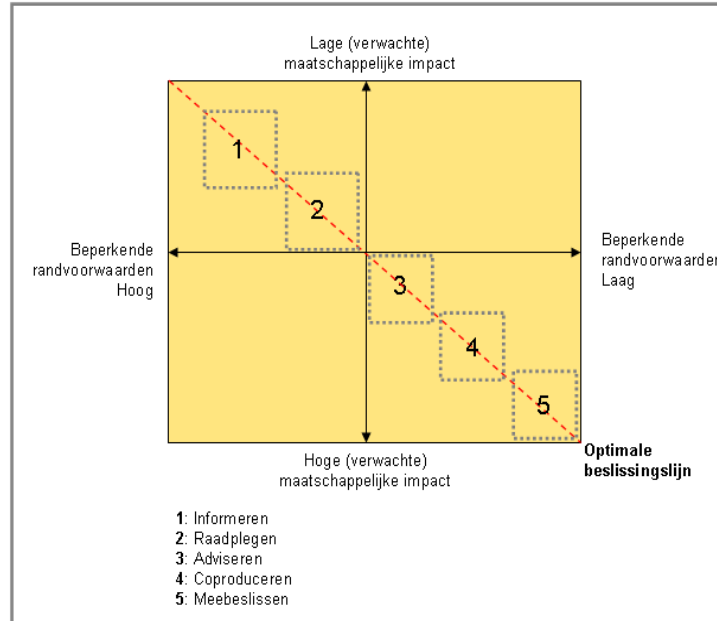 Lage (verwachte)
maatschappelijke impact
1
2
Beperkende
randvoorwaarden
Hoog
Beperkende
randvoorwaarden
Laag
3
4
5
Hoge (verwachte)
maatschappelijke impact
Optimale
beslissingslijn
1: Informeren
2: Raadplegen
3: Adviseren
4: Coproduceren
5: Meebeslissen